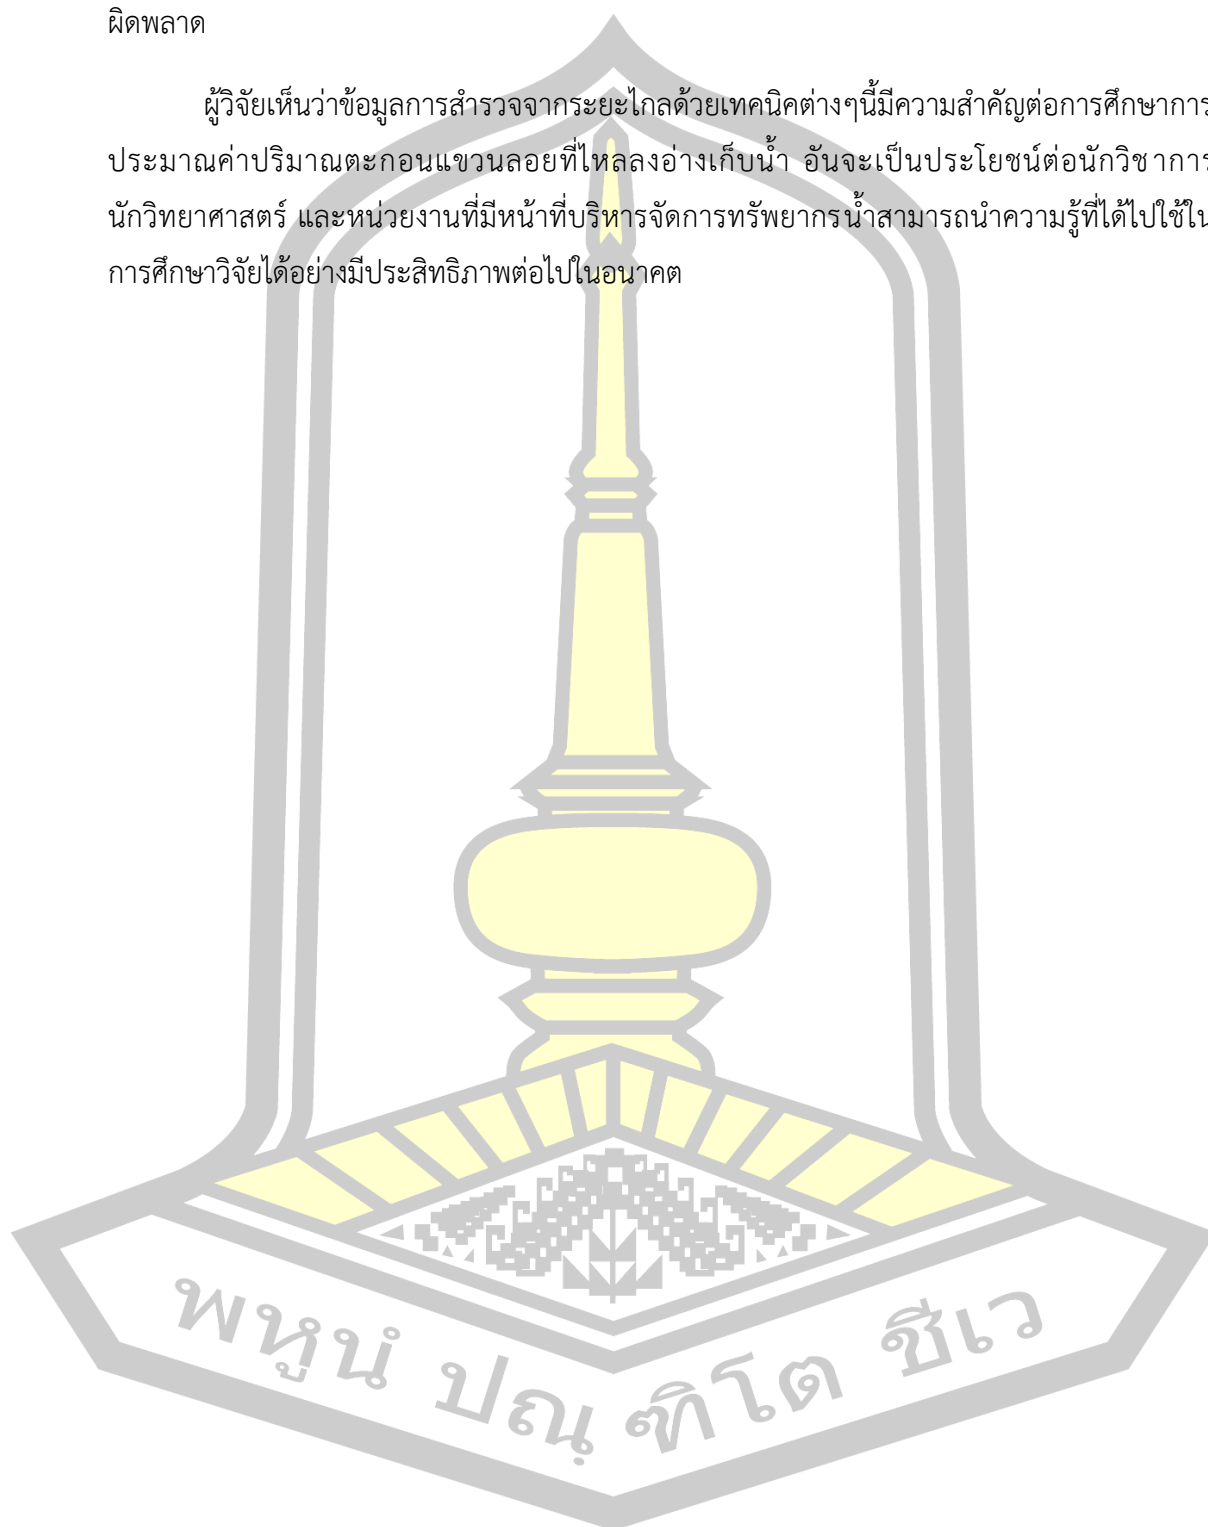 ผิดพลาด
ผู้วิจัยเห็นว่าข้อมูลการสำรวจจากระยะไกลด้วยเทคนิคต่างๆนี้มีความสำคัญต่อการศึกษาการ
ประมาณค่าปริมาณตะกอนแขวนลอยที่ไหลลงอ่างเก็บน้ำ อันจะเป็นประโยชน์ต่อนักวิชาการ
นักวิทยาศาสตร์ และหน่วยงานที่มีหน้าที่บริหารจัดการทรัพยากรน้ำสามารถนำความรู้ที่ได้ไปใช้ใน
การศึกษาวิจัยได้อย่างมีประสิทธิภาพต่อไปในอนาคต
พหูนํ ปณฺ ฑิโต ชีเว